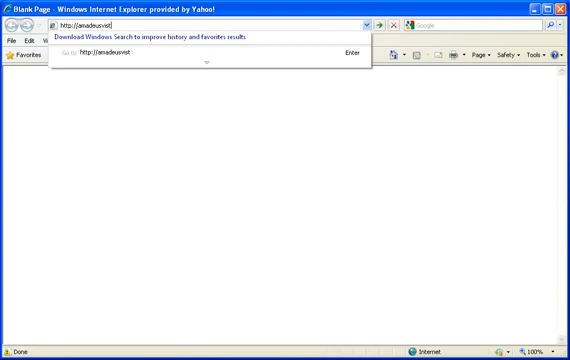 Blank Page - Windows Internet Explorer provided by Yahoo!
http://amadeusvist
Google
Download Windows Search to improve history and favorites results
File Edit
Go to http://amadeusvist Enter
Favorites
Page Safety Tools
Done
Internet
100%